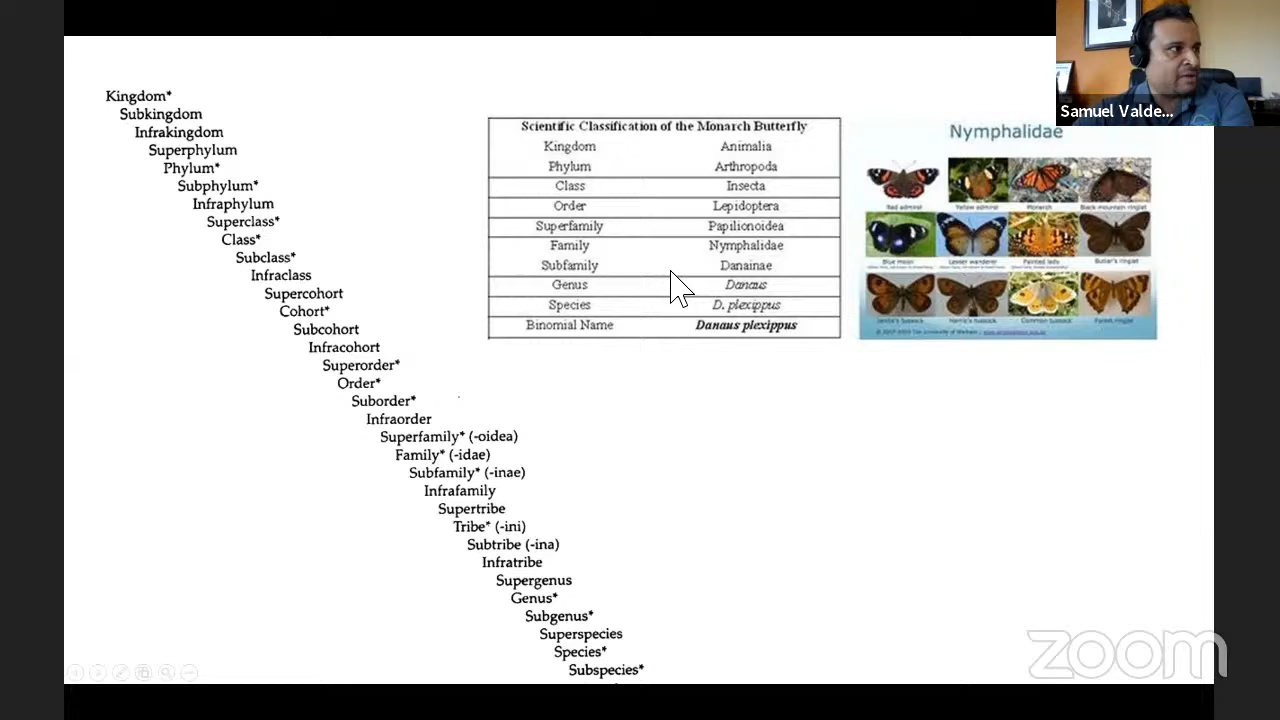 Kingdom*
Subkingdom
Infrakingdom
Superphylum
Phylum*
Subphylum*
Infraphylum
Superclass*
Class*
Subclass*
Infraclass
Supercohort
Cohort*
Subcohort
Infracohort
Superorder*
Order*
Suborder*
Infraorder
Superfamily* (-oidea)
Family* (-idae)
Subfamily* (-inae)
Infrafamily
Supertribe
Tribe* (-ini)
Subtribe (-ina)
Infratribe
Supergenus
Genus*
Subgenus*
Superspecies
Species*
Subspecies*
Scientific Classification of the Monarch Butterfly
Kingdom Animalia
Phylum Arthropoda
Class Insecta
Order Lepidoptera
Superfamily Papilionoidea
Family Nymphalidae
Subfamily Danainae
Genus Danaus
Species D. plexippus
Binomial Name Danaus plexippus
Nymphalidae
Red admiral Yellow admiral Monarch Black mountain ringlet
Blue moon Lesser wanderer Painted lady Butler's ringlet
Common tussock Forest ringlet
Samuel Valde...
zoom